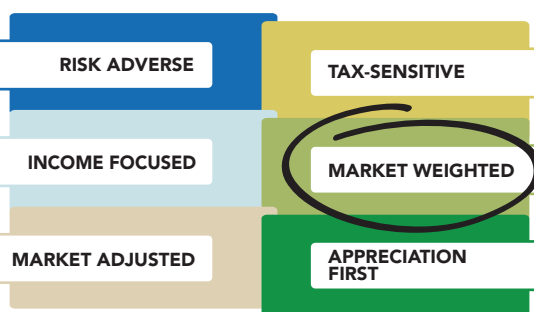 RISK ADVERSE
TAX-SENSITIVE
INCOME FOCUSED
MARKET WEIGHTED
MARKET ADJUSTED
APPRECIATION
FIRST